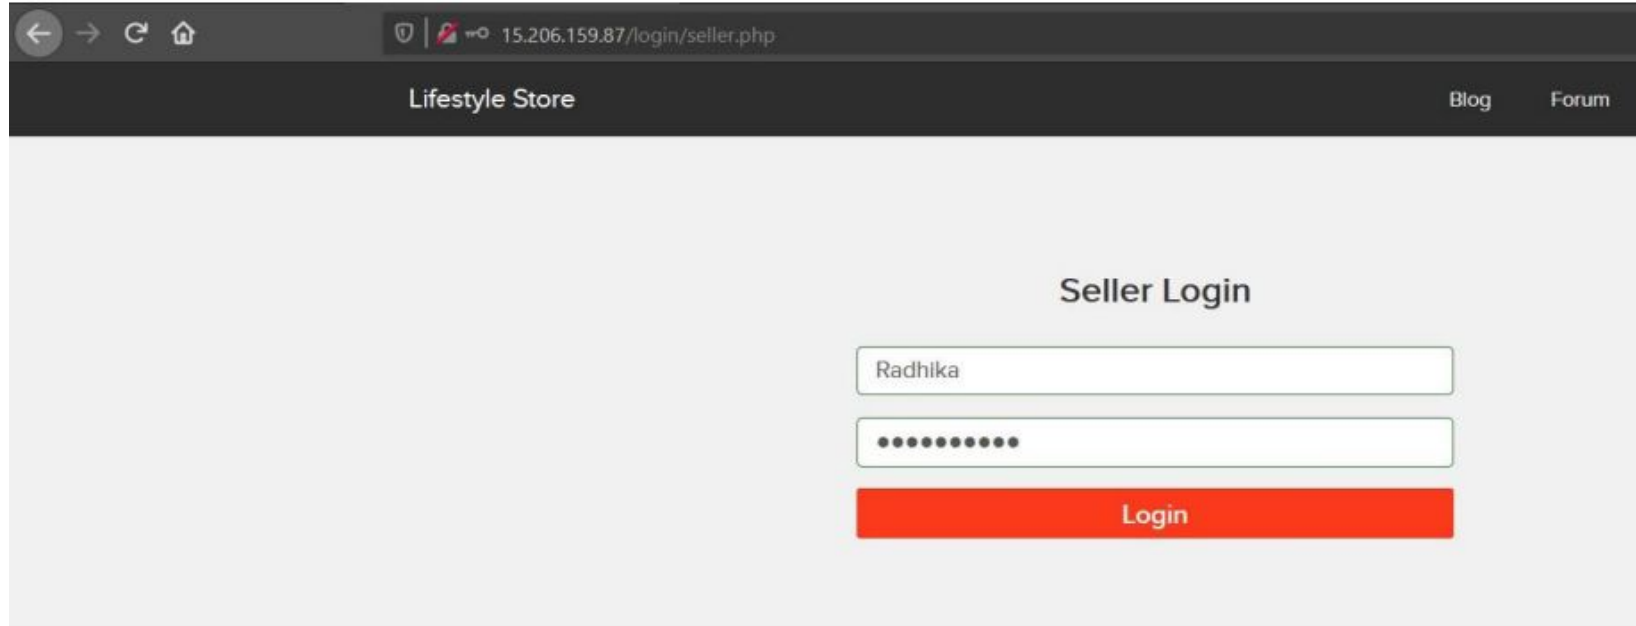 15.206.159.87/login/seller.php
Lifestyle Store Blog Forum
Seller Login
Radhika
••••••••••
Login